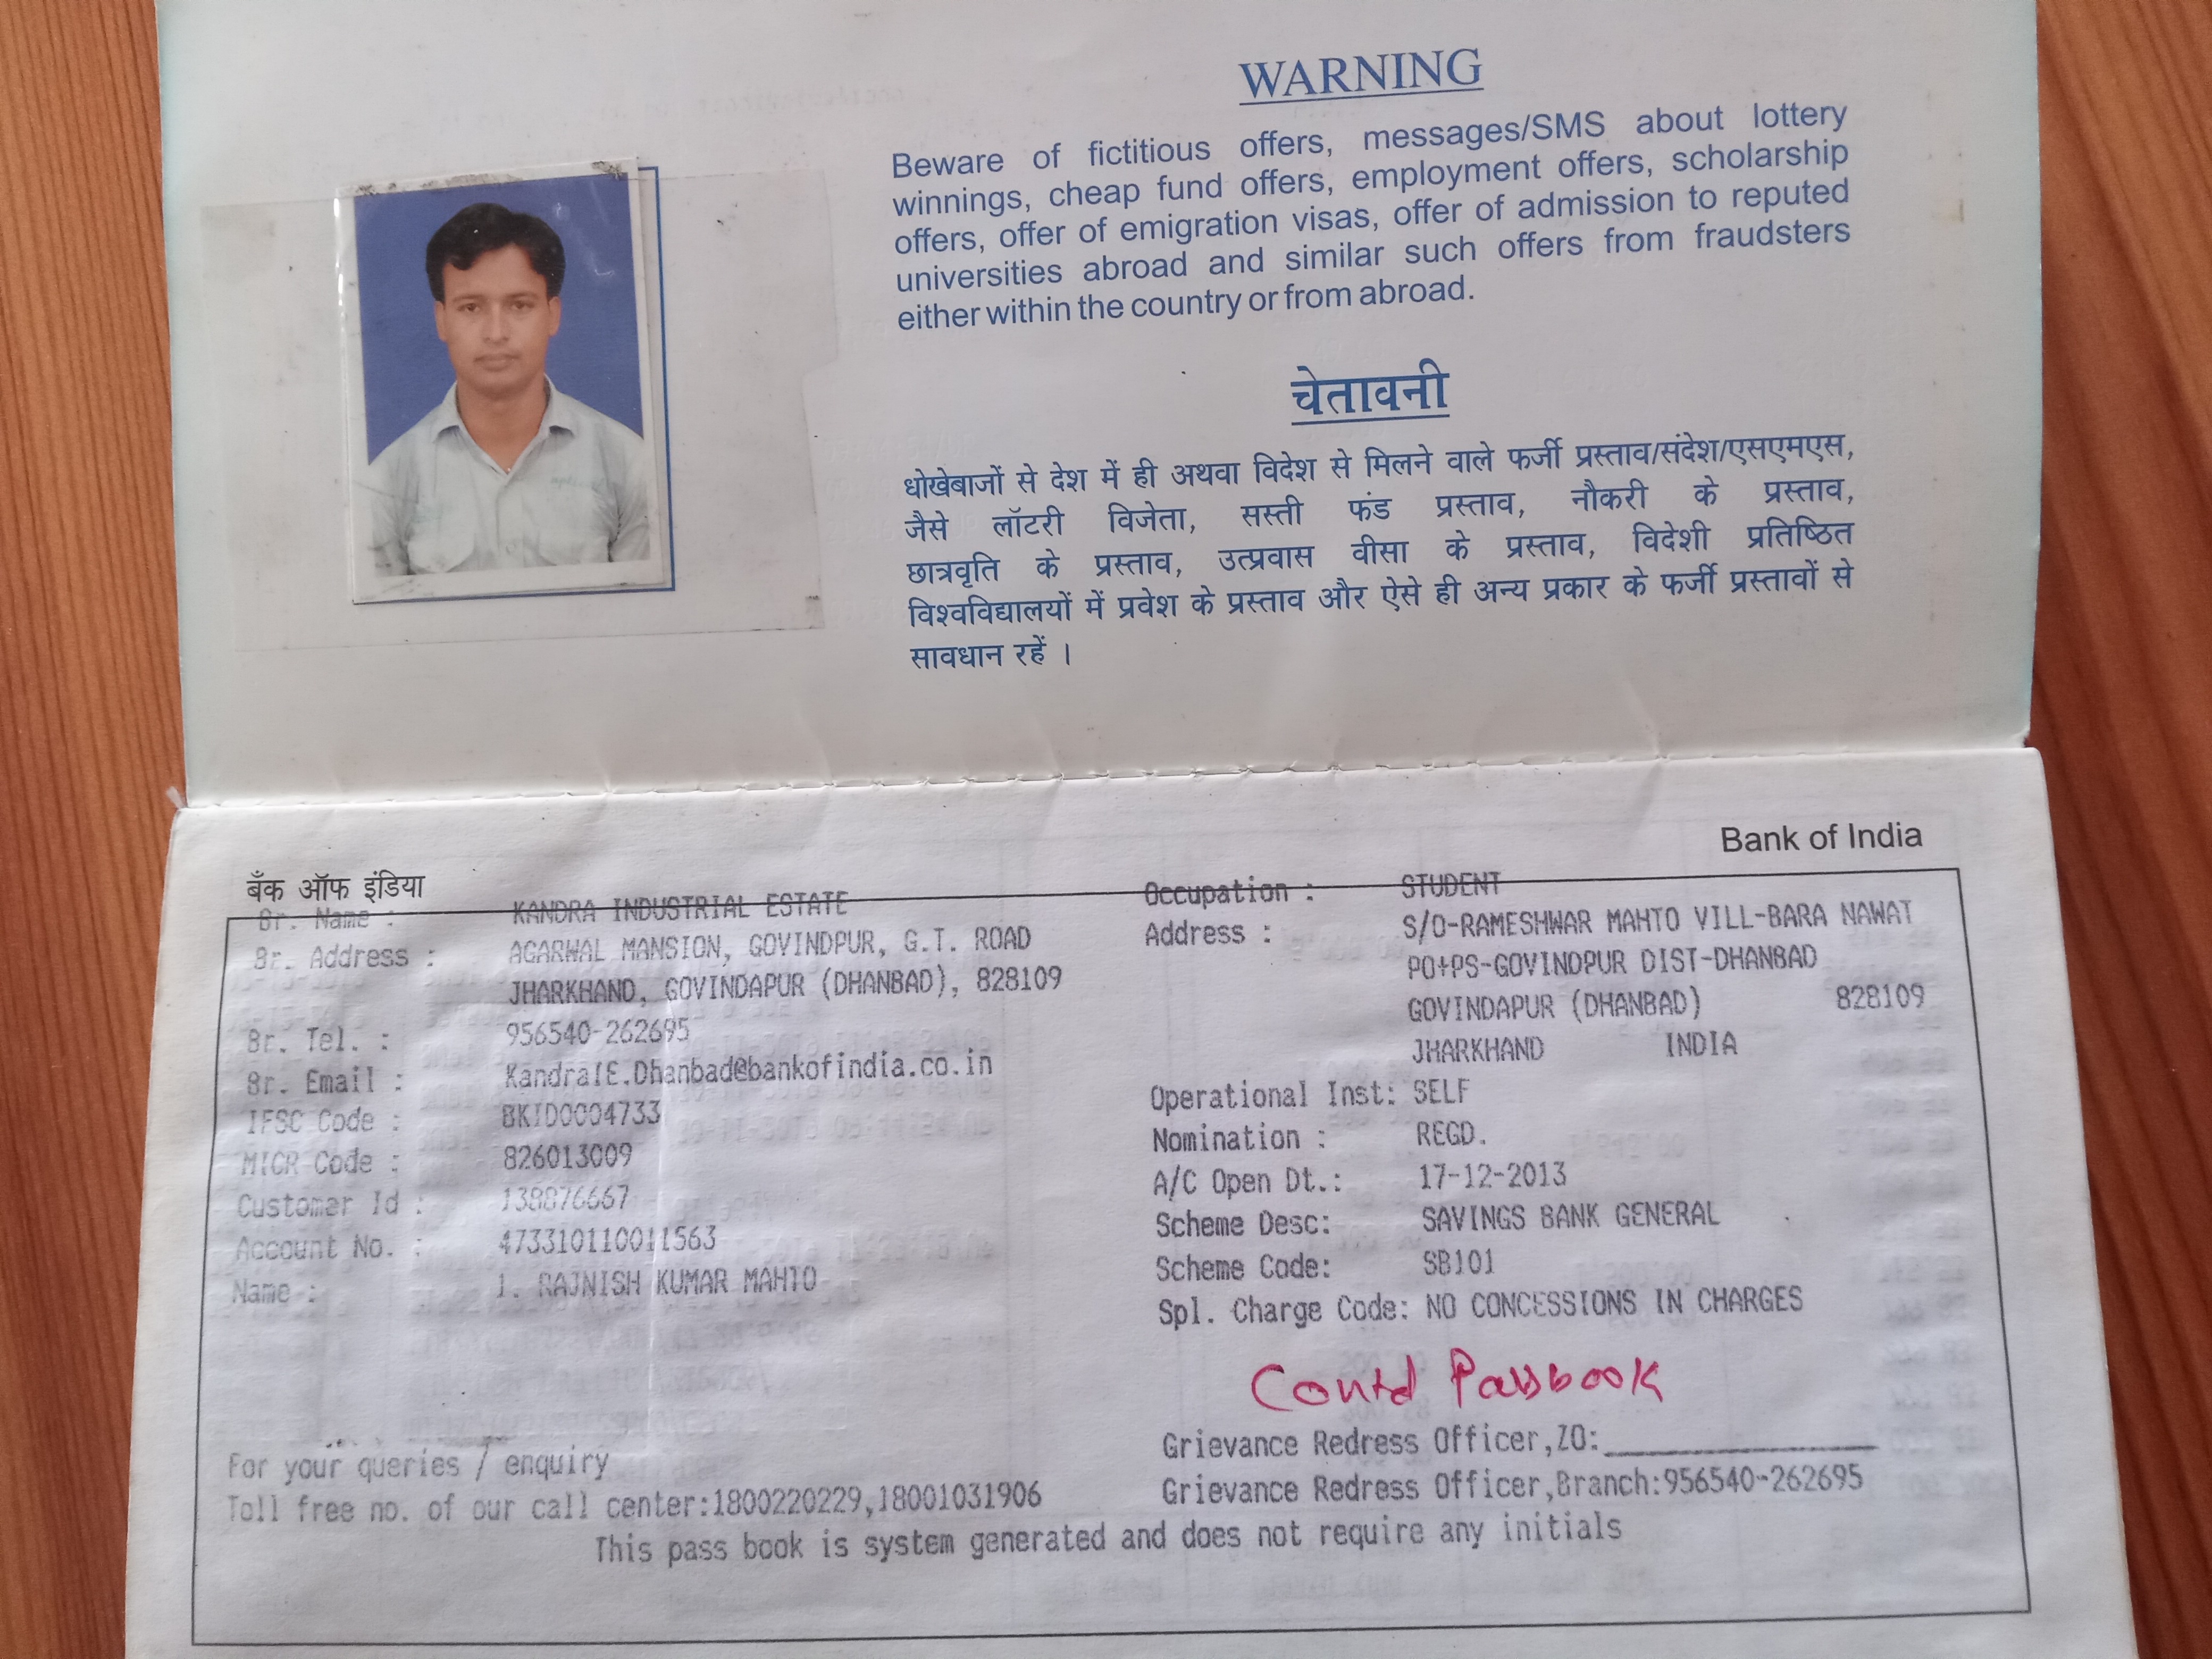 WARNING
Beware of fictitious offers, messages/SMS about lottery
winnings, cheap fund offers, employment offers, scholarship
offers, offer of emigration visas, offer of admission to reputed
universities abroad and similar such offers from fraudsters
either within the country or from abroad.
चेतावनी
धोखेबाजों से देश में ही अथवा विदेश से मिलने वाले फर्जी प्रस्ताव/संदेश/एसएमएस,
जैसे लॉटरी विजेता, सस्ती फंड प्रस्ताव, नौकरी के प्रस्ताव,
छात्रवृति के प्रस्ताव, उत्प्रवास वीसा के प्रस्ताव, विदेशी प्रतिष्ठित
विश्वविद्यालयों में प्रवेश के प्रस्ताव और ऐसे ही अन्य प्रकार के फर्जी प्रस्तावों से
सावधान रहें ।
बैंक ऑफ इंडिया
Bank of India
Br. Name : KANDRA INDUSTRIAL ESTATE
Br. Address : AGARWAL MANSION, GOVINDPUR, G.T. ROAD
JHARKHAND, GOVINDAPUR (DHANBAD), 828109
Br. Tel. : 956540-262695
Br. Email : KandraIE.Dhanbad@bankofindia.co.in
IFSC Code : BKID0004733
MICR Code : 826013009
Customer Id : 138876667
Account No. : 473310110011563
Name : 1. RAJNISH KUMAR MAHTO
Occupation : STUDENT
Address : S/O-RAMESHWAR MAHTO VILL-BARA NAWAT
PO+PS-GOVINDPUR DIST-DHANBAD
GOVINDAPUR (DHANBAD) 828109
JHARKHAND INDIA
Operational Inst: SELF
Nomination : REGD.
A/C Open Dt.: 17-12-2013
Scheme Desc: SAVINGS BANK GENERAL
Scheme Code: SB101
Spl. Charge Code: NO CONCESSIONS IN CHARGES
Contd Passbook
Grievance Redress Officer,ZO:
Grievance Redress Officer,Branch:956540-262695
For your queries / enquiry
Toll free no. of our call center:1800220229,18001031906
This pass book is system generated and does not require any initials